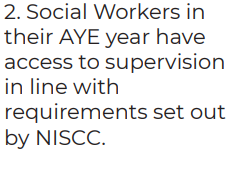 2. Social Workers in
their AYE year have
access to supervision
in line with
requirements set out
by NISCC.